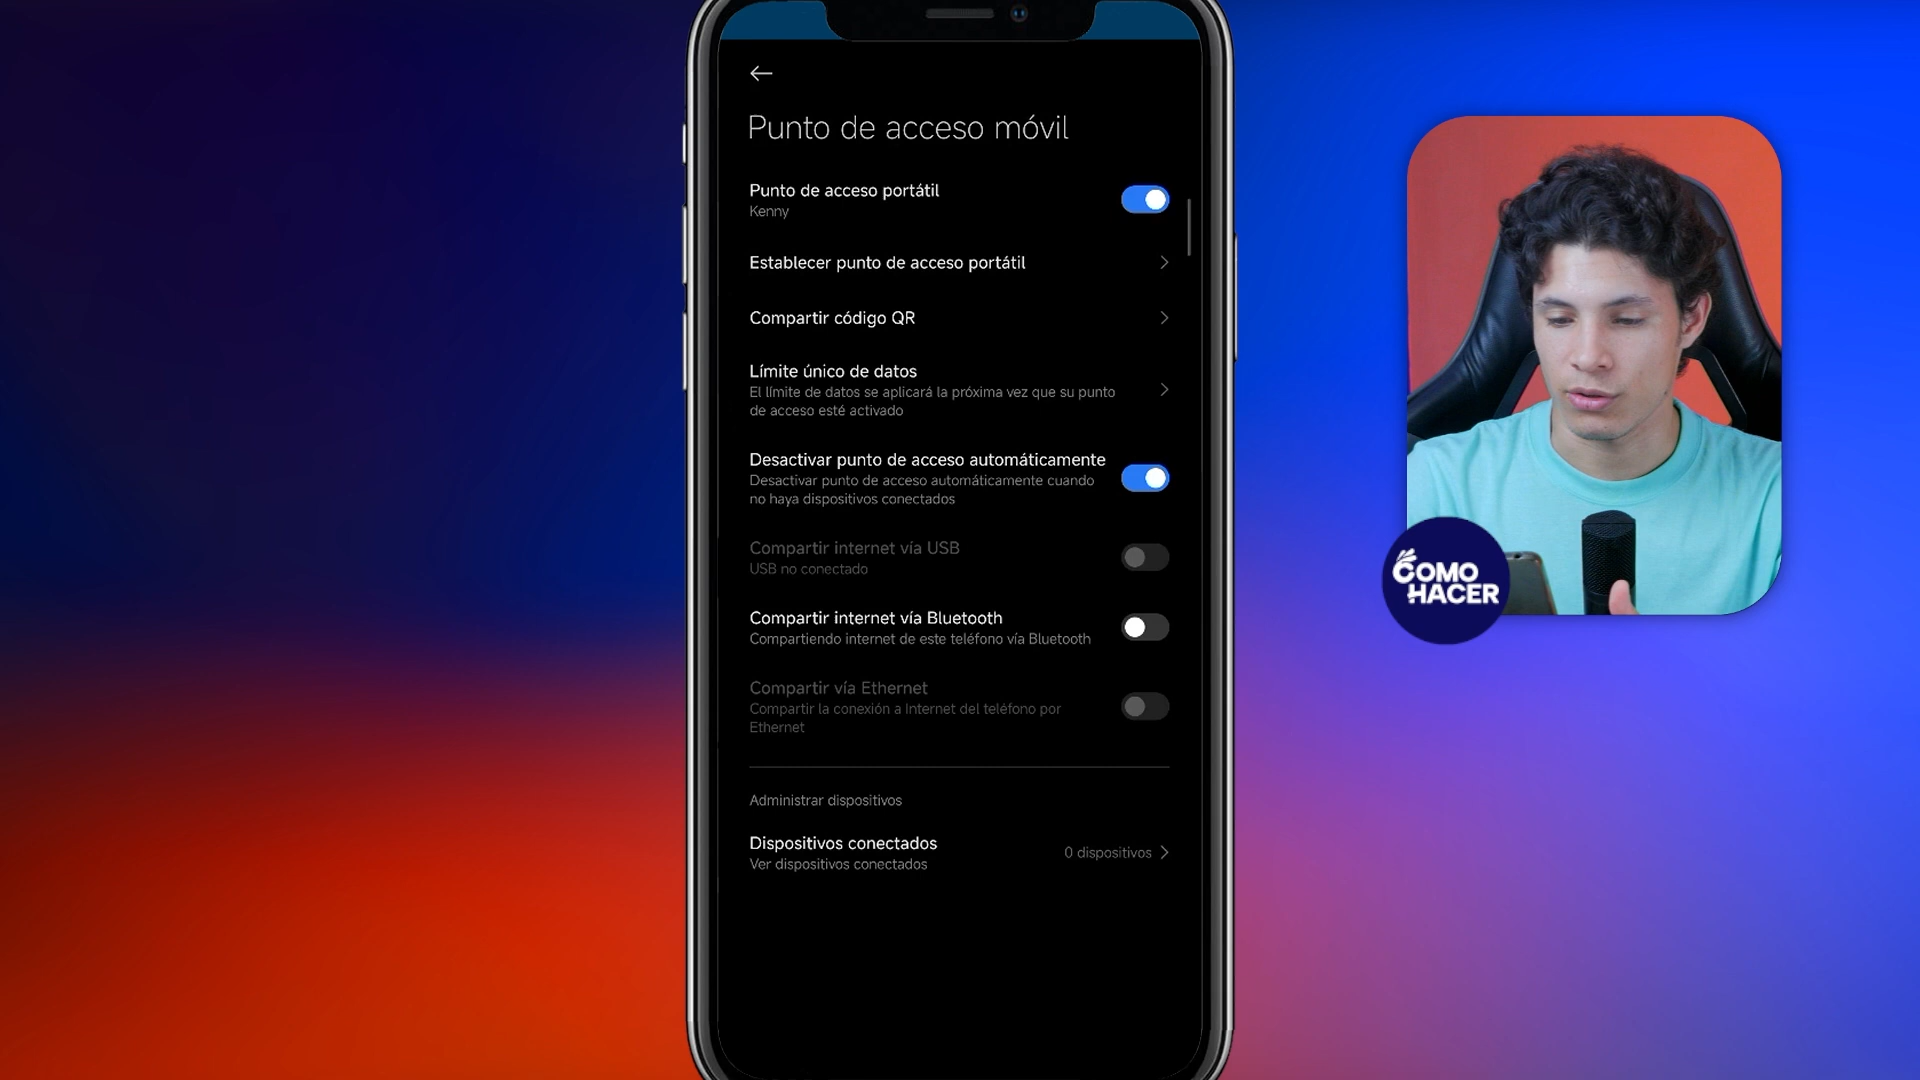 Punto de acceso móvil
Punto de acceso portátil
Kenny
Establecer punto de acceso portátil
Compartir código QR
Límite único de datos
El límite de datos se aplicará la próxima vez que su punto
de acceso esté activado
Desactivar punto de acceso automáticamente
Desactivar punto de acceso automáticamente cuando
no haya dispositivos conectados
Compartir internet vía USB
USB no conectado
Compartir internet vía Bluetooth
Compartiendo internet de este teléfono vía Bluetooth
Compartir vía Ethernet
Compartir la conexión a Internet del teléfono por
Ethernet
Administrar dispositivos
Dispositivos conectados
Ver dispositivos conectados
0 dispositivos
COMO
HACER